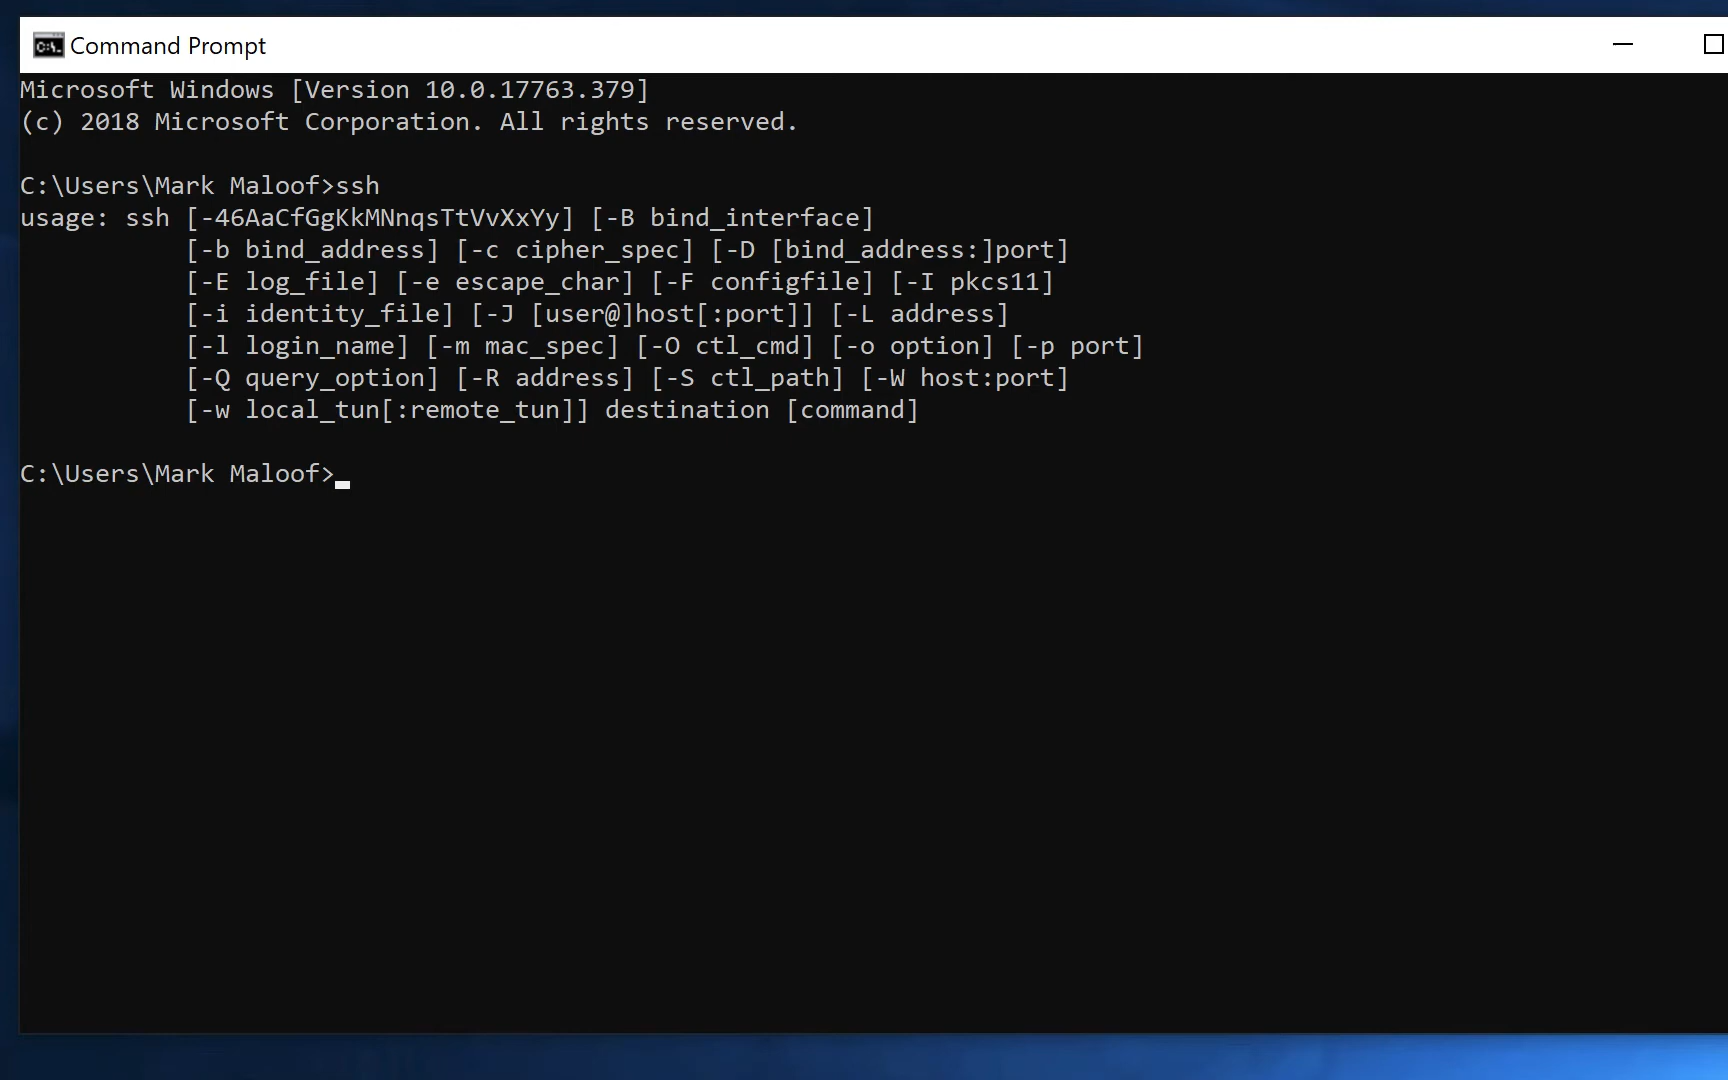 Command Prompt
Microsoft Windows [Version 10.0.17763.379]
(c) 2018 Microsoft Corporation. All rights reserved.
C:\Users\Mark Maloof>ssh
usage: ssh [-46AaCfGgKkMNnqsTtVvXxYy] [-B bind_interface]
           [-b bind_address] [-c cipher_spec] [-D [bind_address:]port]
           [-E log_file] [-e escape_char] [-F configfile] [-I pkcs11]
           [-i identity_file] [-J [user@]host[:port]] [-L address]
           [-l login_name] [-m mac_spec] [-O ctl_cmd] [-o option] [-p port]
           [-Q query_option] [-R address] [-S ctl_path] [-W host:port]
           [-w local_tun[:remote_tun]] destination [command]
C:\Users\Mark Maloof>